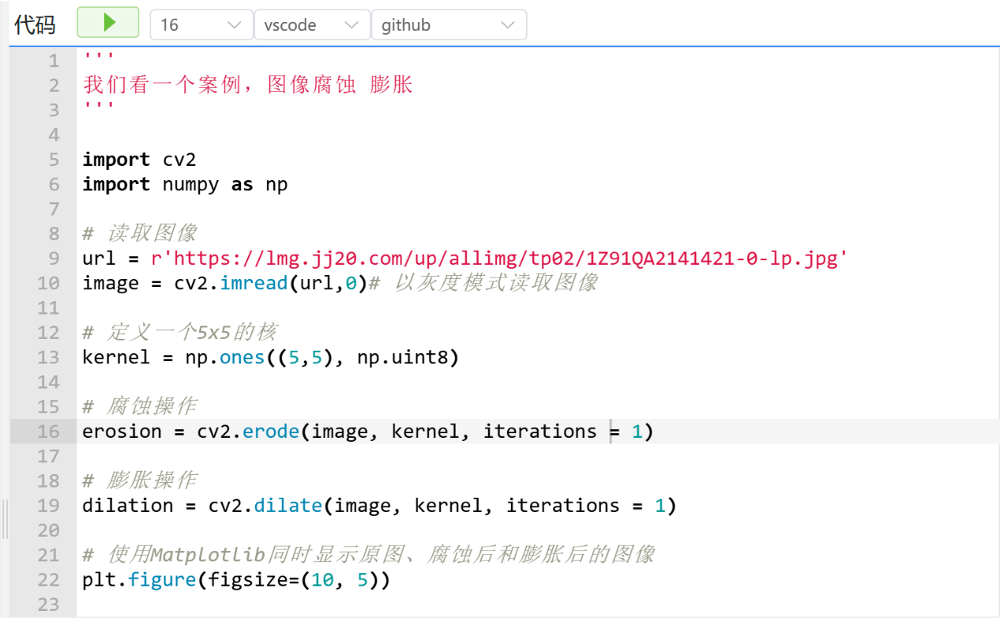 代码 16 vscode github
1 '''
2 我们看一个案例，图像腐蚀 膨胀
3 '''
4
5 import cv2
6 import numpy as np
7
8 # 读取图像
9 url = r'https://lmg.jj20.com/up/allimg/tp02/1Z91QA2141421-0-lp.jpg'
10 image = cv2.imread(url,0)# 以灰度模式读取图像
11
12 # 定义一个5x5的核
13 kernel = np.ones((5,5), np.uint8)
14
15 # 腐蚀操作
16 erosion = cv2.erode(image, kernel, iterations = 1)
17
18 # 膨胀操作
19 dilation = cv2.dilate(image, kernel, iterations = 1)
20
21 # 使用Matplotlib同时显示原图、腐蚀后和膨胀后的图像
22 plt.figure(figsize=(10, 5))
23